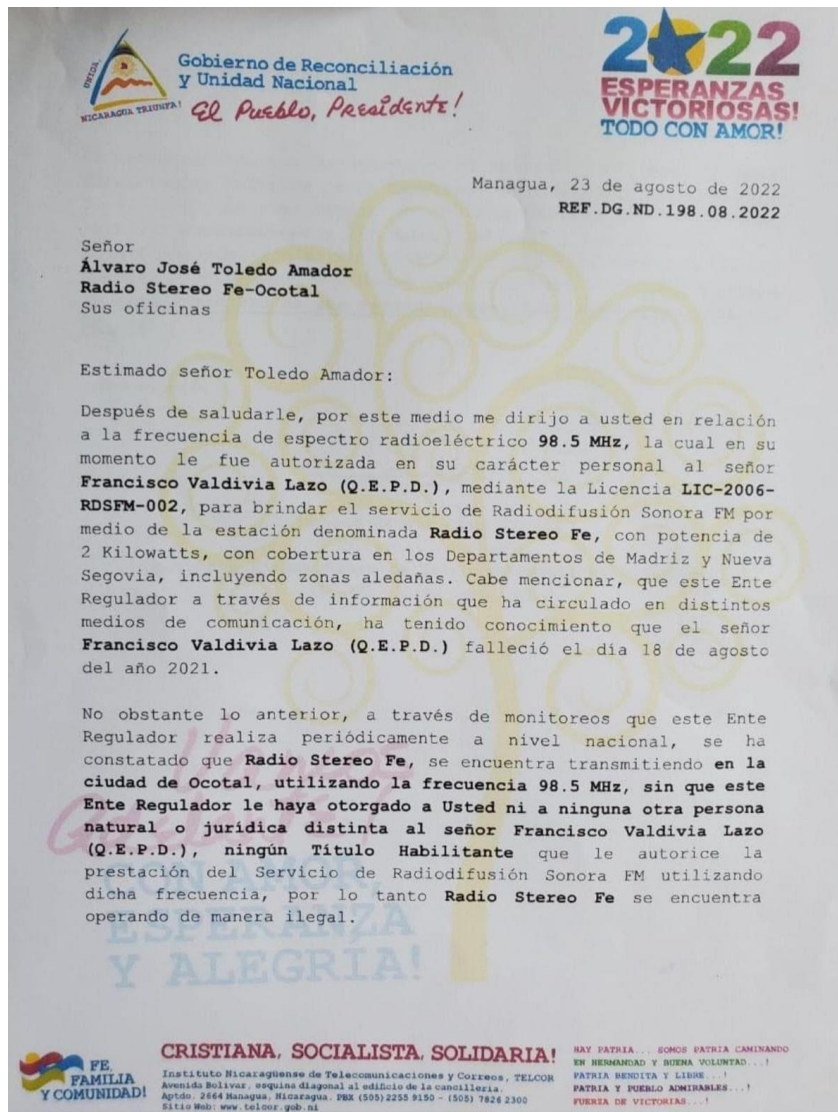 UNIDA,
NICARAGUA TRIUNFA!
Gobierno de Reconciliación
y Unidad Nacional
El Pueblo, Presidente!
2022
ESPERANZAS
VICTORIOSAS!
TODO CON AMOR!
Managua, 23 de agosto de 2022
REF.DG.ND.198.08.2022
Señor
Álvaro José Toledo Amador
Radio Stereo Fe-Ocotal
Sus oficinas
Estimado señor Toledo Amador:
Después de saludarle, por este medio me dirijo a usted en relación
a la frecuencia de espectro radioeléctrico 98.5 MHz, la cual en su
momento le fue autorizada en su carácter personal al señor
Francisco Valdivia Lazo (Q.E.P.D.), mediante la Licencia LIC-2006-
RDSFM-002, para brindar el servicio de Radiodifusión Sonora FM por
medio de la estación denominada Radio Stereo Fe, con potencia de
2 Kilowatts, con cobertura en los Departamentos de Madriz y Nueva
Segovia, incluyendo zonas aledañas. Cabe mencionar, que este Ente
Regulador a través de información que ha circulado en distintos
medios de comunicación, ha tenido conocimiento que el señor
Francisco Valdivia Lazo (Q.E.P.D.) falleció el día 18 de agosto
del año 2021.
No obstante lo anterior, a través de monitoreos que este Ente
Regulador realiza periódicamente a nivel nacional, se ha
constatado que Radio Stereo Fe, se encuentra transmitiendo en la
ciudad de Ocotal, utilizando la frecuencia 98.5 MHz, sin que este
Ente Regulador le haya otorgado a Usted ni a ninguna otra persona
natural o jurídica distinta al señor Francisco Valdivia Lazo
(Q.E.P.D.), ningún Título Habilitante que le autorice la
prestación del Servicio de Radiodifusión Sonora FM utilizando
dicha frecuencia, por lo tanto Radio Stereo Fe se encuentra
operando de manera ilegal.
CON AMOR,
ESPERANZA
Y ALEGRÍA!
FE,
FAMILIA
Y COMUNIDAD!
CRISTIANA, SOCIALISTA, SOLIDARIA!
Instituto Nicaragüense de Telecomunicaciones y Correos, TELCOR
Avenida Bolívar, esquina diagonal al edificio de la cancillería.
Aptdo. 2664 Managua, Nicaragua. PBX (505) 2255 9150 - (505) 7826 2300
Sitio Web: www.telcor.gob.ni
HAY PATRIA... SOMOS PATRIA CAMINANDO
EN HERMANDAD Y BUENA VOLUNTAD...!
PATRIA BENDITA Y LIBRE...!
PATRIA Y PUEBLO ADMIRABLES...!
FUERZA DE VICTORIAS...!